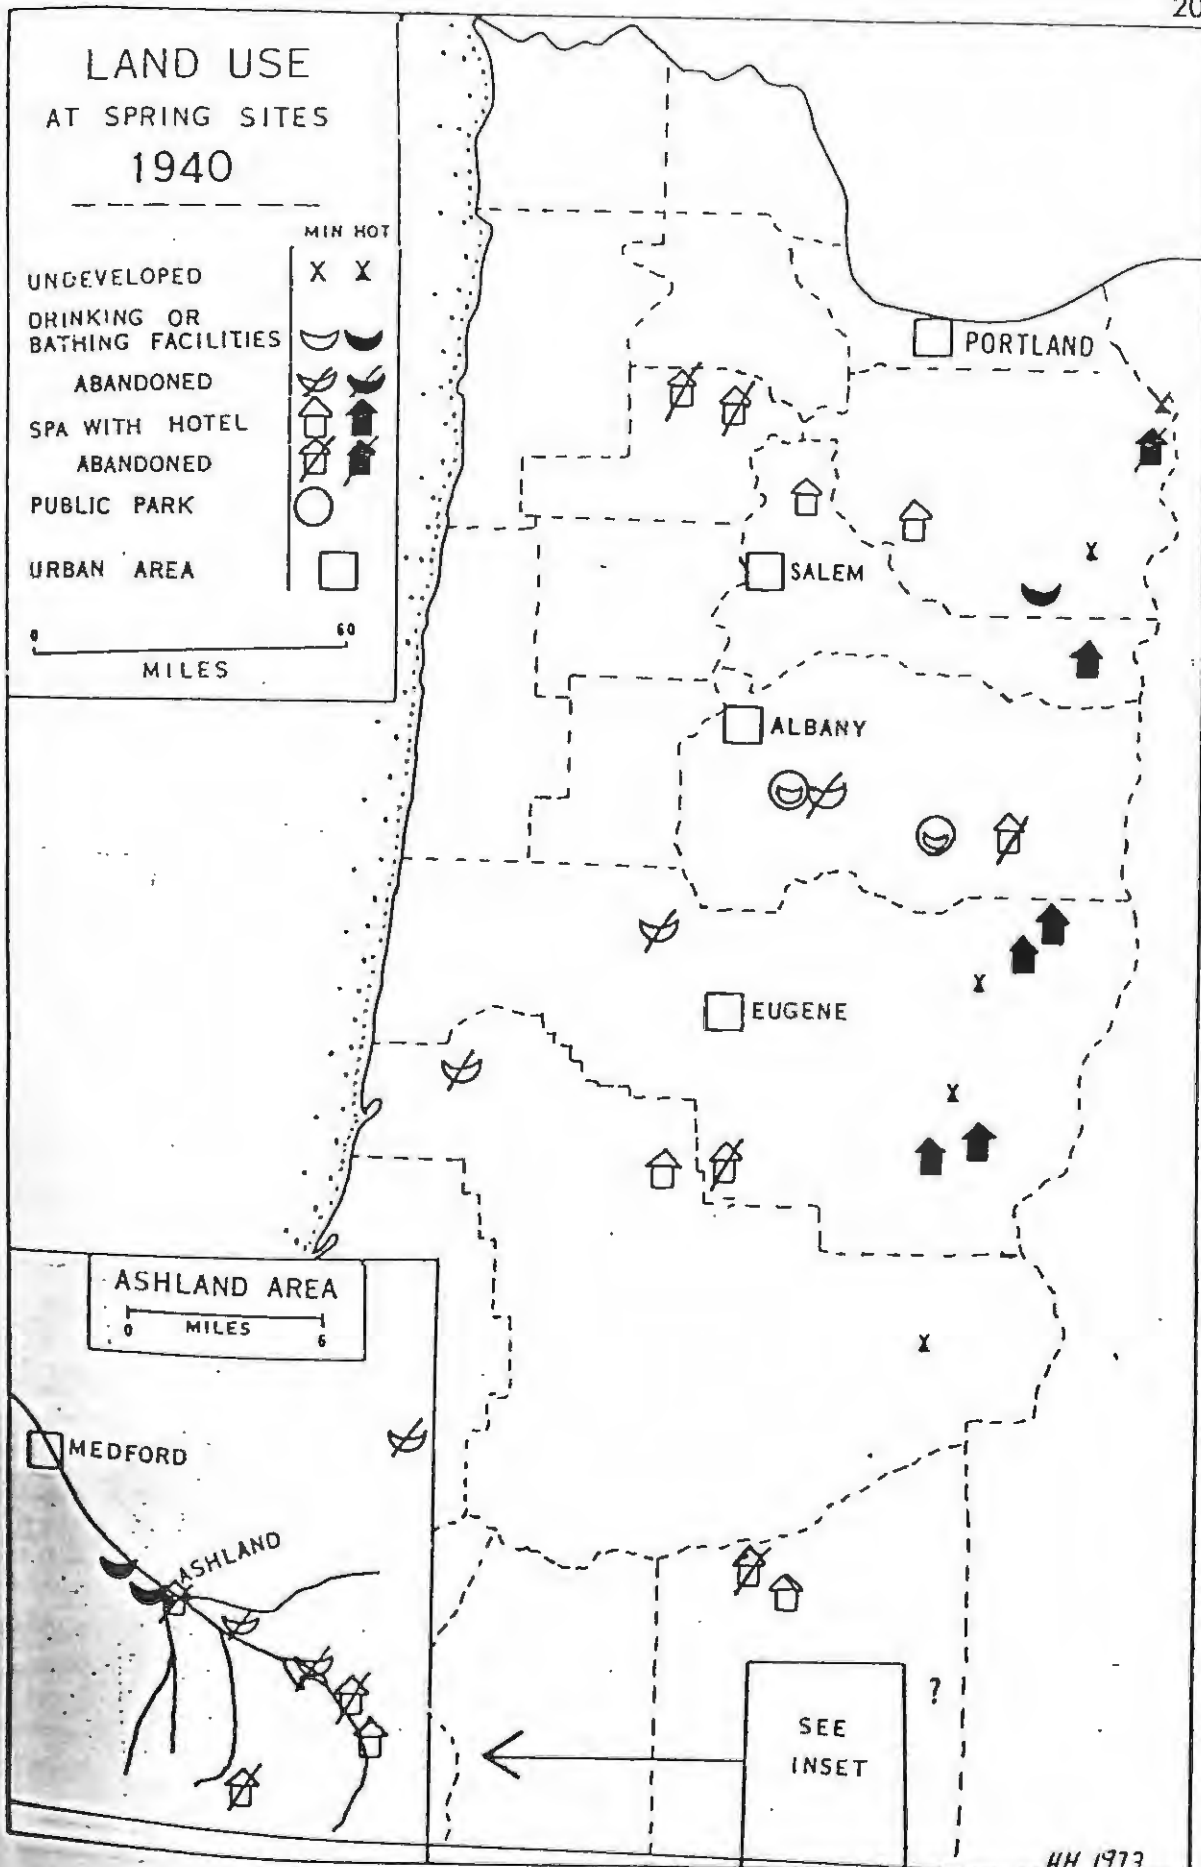 20
LAND USE
AT SPRING SITES
1940
MIN HOT
UNDEVELOPED X X
DRINKING OR
BATHING FACILITIES
ABANDONED
SPA WITH HOTEL
ABANDONED
PUBLIC PARK
URBAN AREA
0 60
MILES
PORTLAND
X
X
SALEM
ALBANY
X
EUGENE
X
ASHLAND AREA
0 MILES 6
X
MEDFORD
ASHLAND
?
SEE
INSET
HH 1973